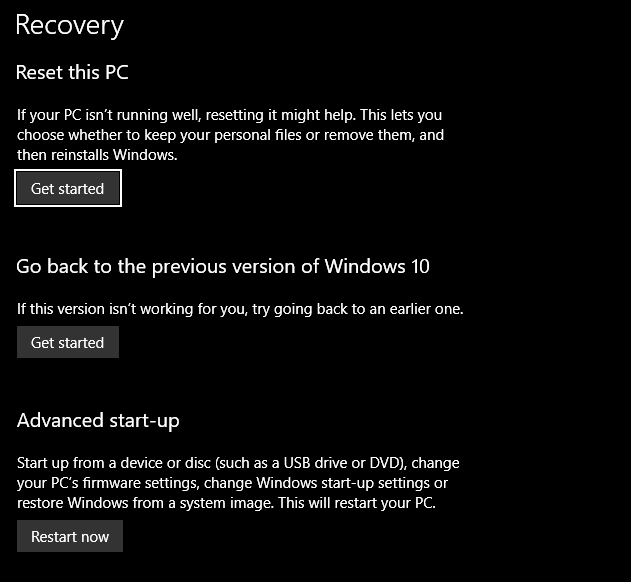 Recovery
Reset this PC
If your PC isn’t running well, resetting it might help. This lets you
choose whether to keep your personal files or remove them, and
then reinstalls Windows.
Get started
Go back to the previous version of Windows 10
If this version isn’t working for you, try going back to an earlier one.
Get started
Advanced start-up
Start up from a device or disc (such as a USB drive or DVD), change
your PC’s firmware settings, change Windows start-up settings or
restore Windows from a system image. This will restart your PC.
Restart now